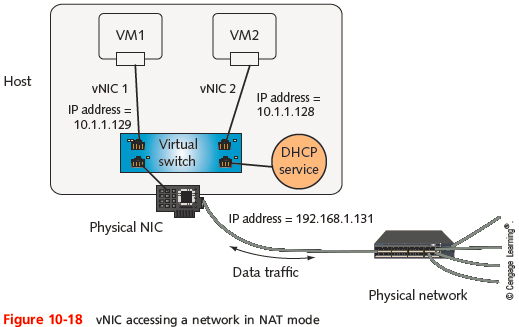 VM1
VM2
Host
vNIC 1
vNIC 2
IP address =
10.1.1.129
IP address =
10.1.1.128
Virtual
switch
DHCP
service
Physical NIC
IP address = 192.168.1.131
Data traffic
Physical network
© Cengage Learning®.
Figure 10-18 vNIC accessing a network in NAT mode